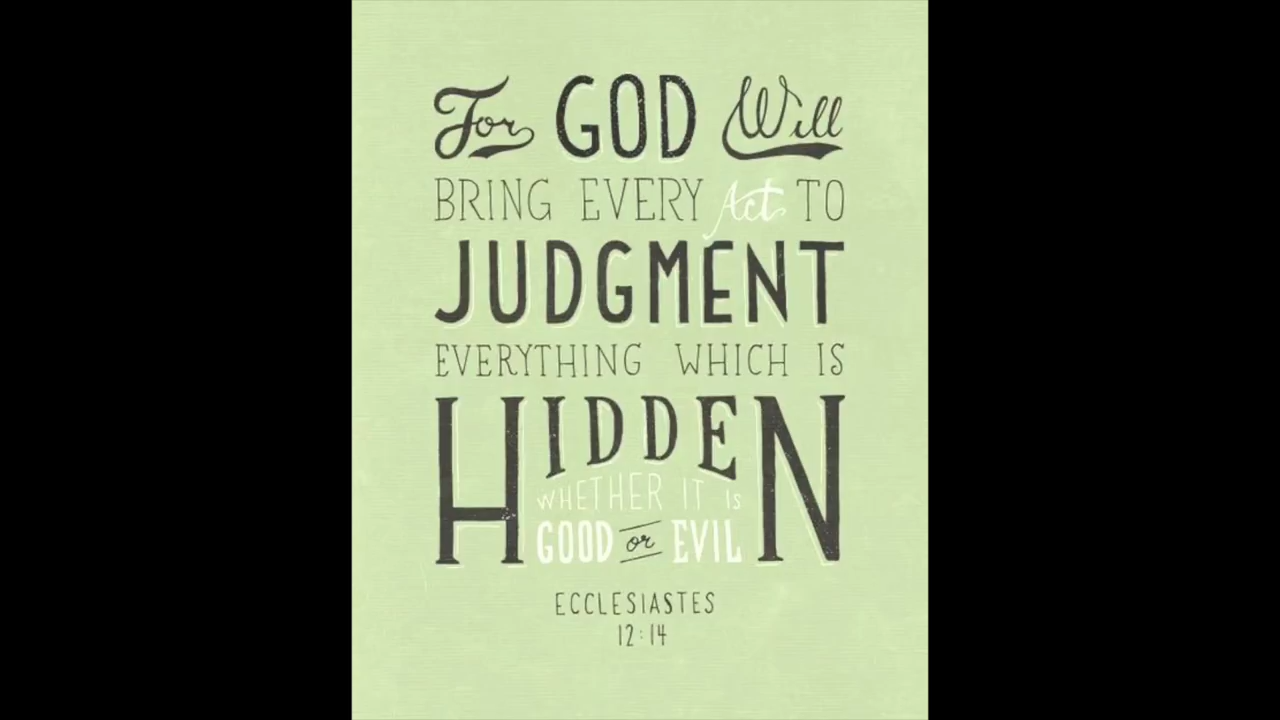 For GOD Will
BRING EVERY Act TO
JUDGMENT
EVERYTHING WHICH IS
HIDDEN
WHETHER IT IS
GOOD or EVIL
ECCLESIASTES
12:14